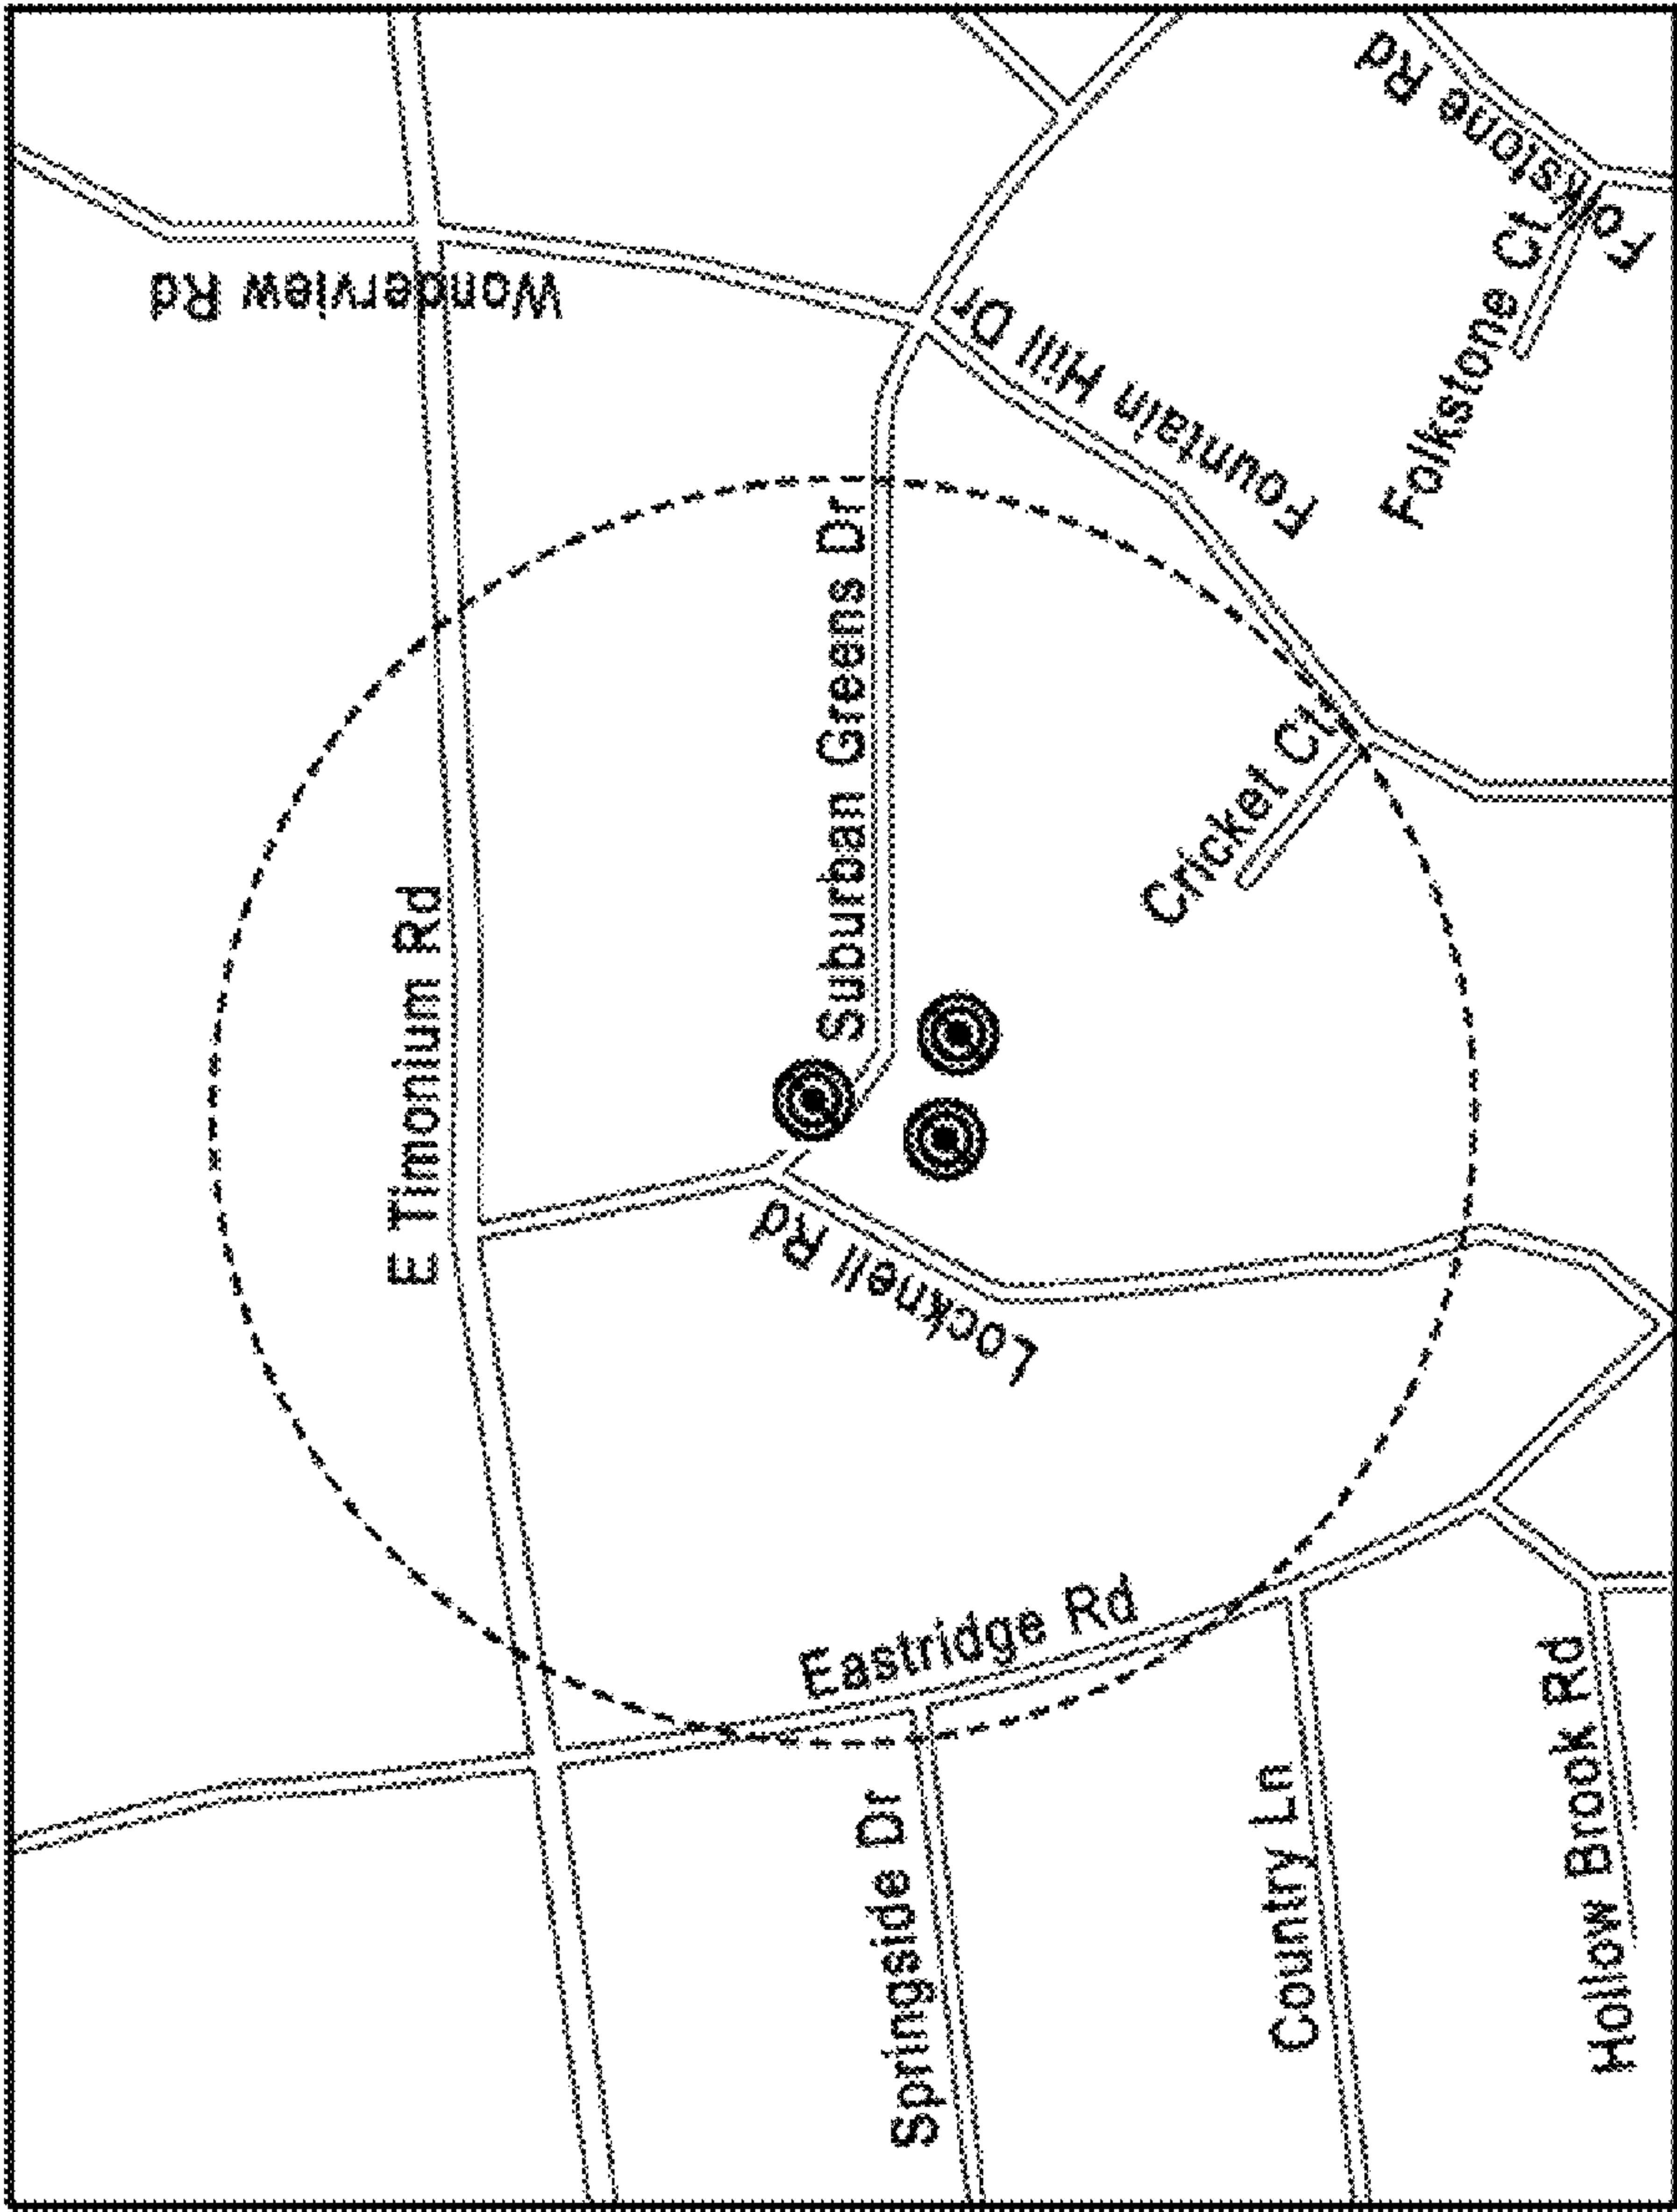 Wonderview Rd
E Timonium Rd
Suburban Greens Dr
Fountain Hill Dr
Folkstone Rd
Folkstone Ct
Cricket Ct
Locknell Rd
Eastridge Rd
Springside Dr
Country Ln
Hollow Brook Rd